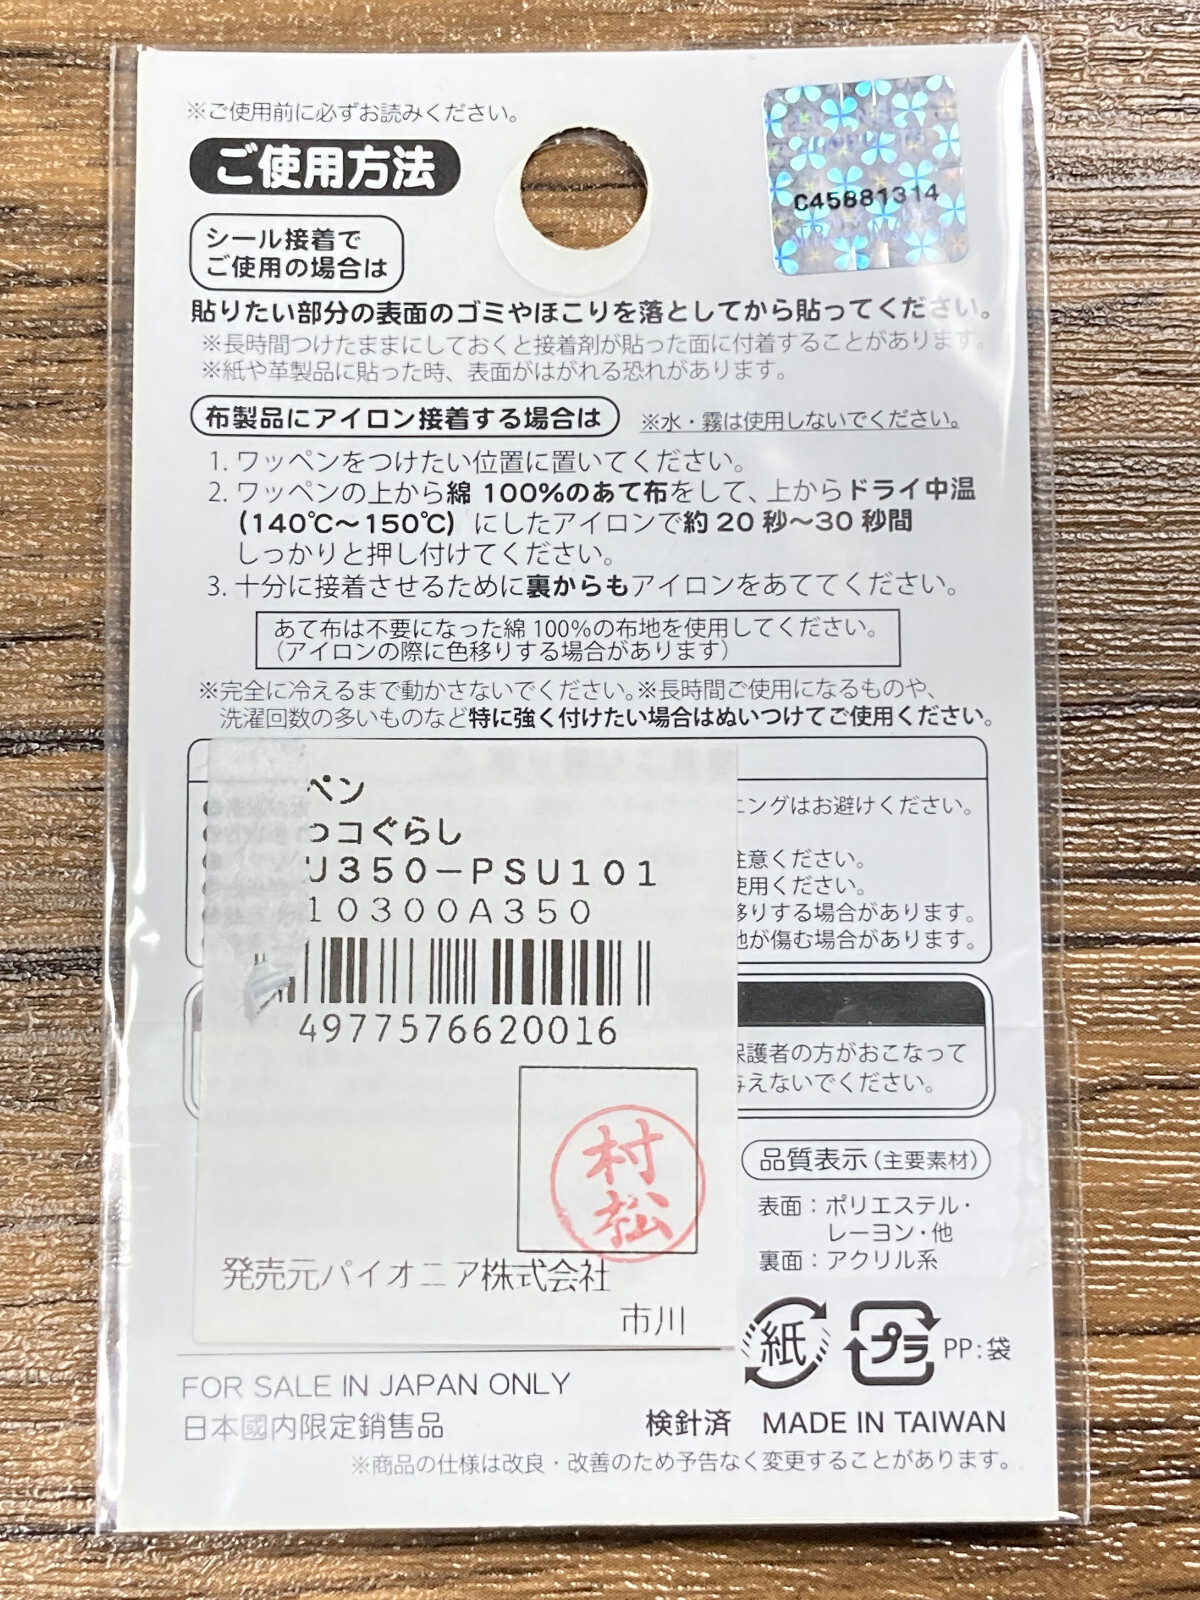 ※ご使用前に必ずお読みください。
ご使用方法
C45881314
シール接着で
ご使用の場合は
貼りたい部分の表面のゴミやほこりを落としてから貼ってください。
※長時間つけたままにしておくと接着剤が貼った面に付着することがあります。
※紙や革製品に貼った時、表面がはがれる恐れがあります。
布製品にアイロン接着する場合は ※水・霧は使用しないでください。
1. ワッペンをつけたい位置に置いてください。
2. ワッペンの上から綿 100%のあて布をして、上からドライ中温
(140℃〜150℃) にしたアイロンで約 20 秒〜30 秒間
しっかりと押し付けてください。
3. 十分に接着させるために裏からもアイロンをあててください。
あて布は不要になった綿 100%の布地を使用してください。
(アイロンの際に色移りする場合があります)
※完全に冷えるまで動かさないでください。※長時間ご使用になるものや、
洗濯回数の多いものなど特に強く付けたい場合はぬいつけてご使用ください。
ペン
コぐらし
350-PSU101
10300A350
4977576620016
ニングはお避けください。
注意ください。
使用ください。
移りする場合があります。
地が傷む場合があります。
保護者の方がおこなって
与えないでください。
村松
発売元パイオニア株式会社
市川
品質表示(主要素材)
表面：ポリエステル・
レーヨン・他
裏面：アクリル系
紙 プラ PP:袋
FOR SALE IN JAPAN ONLY
日本國内限定銷售品
検針済 MADE IN TAIWAN
※商品の仕様は改良・改善のため予告なく変更することがあります。